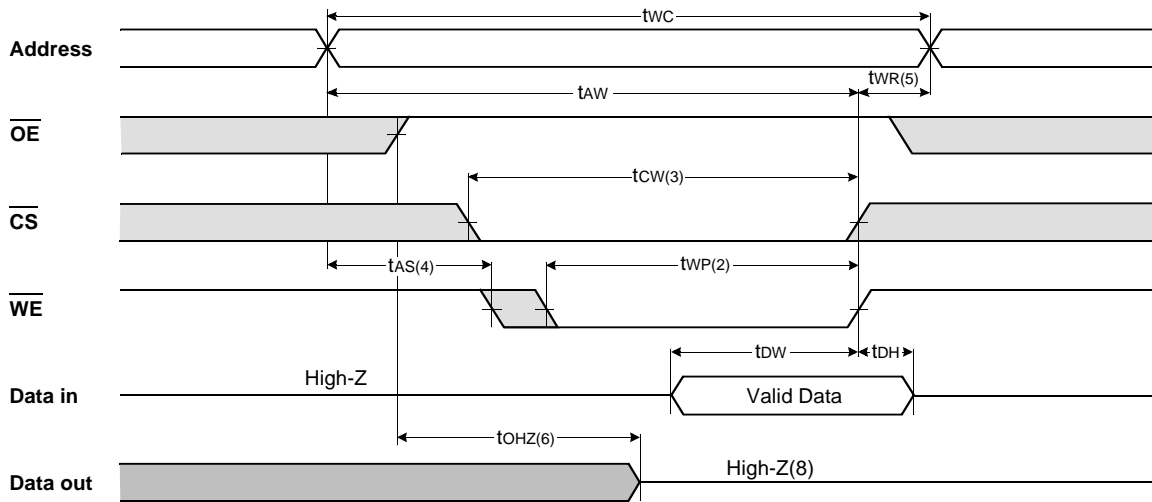 tWC
Address
tWR(5)
tAW
OE
tCW(3)
CS
tAS(4)
tWP(2)
WE
tDW
tDH
High-Z
Data in
Valid Data
tOHZ(6)
High-Z(8)
Data out